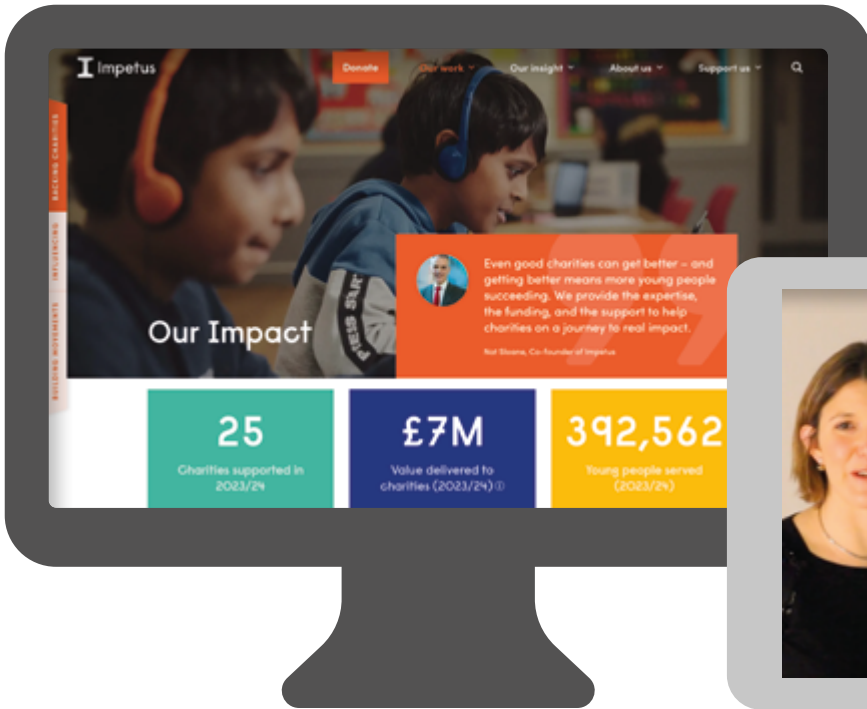 Impetus
Donate
Our work
Our insight
About us
Support us
BACKING CHARITIES
INFLUENCING
BUILDING MOVEMENTS
PRESS START
Our Impact
Even good charities can get better – and
getting better means more young people
succeeding. We provide the expertise,
the funding, and the support to help
charities on a journey to real impact.
Nat Sloane, Co-founder of Impetus
25
Charities supported in
2023/24
£7M
Value delivered to
charities (2023/24)
392,562
Young people served
(2023/24)